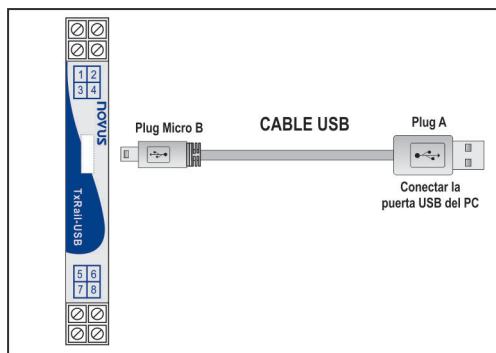 1 2
3 4
NOVUS
TxRail-USB
5 6
7 8
Plug Micro B
CABLE USB
Plug A
Conectar la
puerta USB del PC